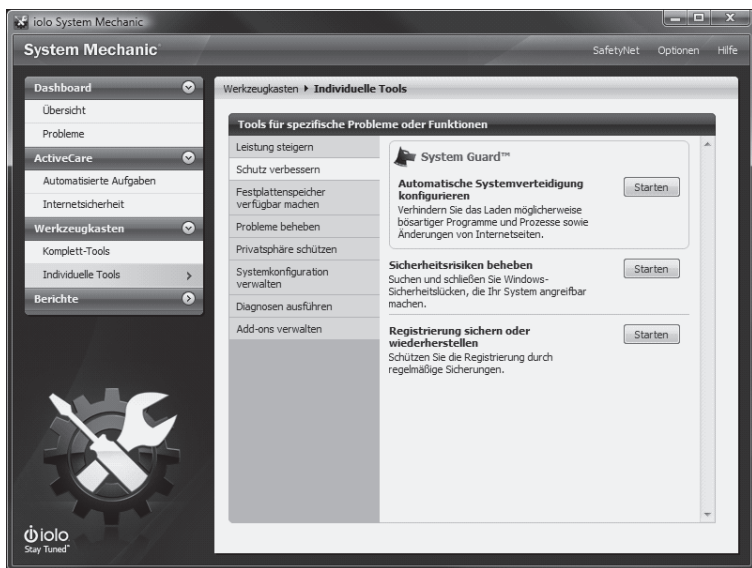 iolo System Mechanic
System Mechanic
SafetyNet Optionen Hilfe
Dashboard
Übersicht
Probleme
ActiveCare
Automatisierte Aufgaben
Internetsicherheit
Werkzeugkasten
Komplett-Tools
Individuelle Tools
Berichte
iolo
Stay Tuned
Werkzeugkasten Individuelle Tools
Tools für spezifische Probleme oder Funktionen
Leistung steigern
Schutz verbessern
Festplattenspeicher
verfügbar machen
Probleme beheben
Privatsphäre schützen
Systemkonfiguration
verwalten
Diagnosen ausführen
Add-ons verwalten
System Guard™
Automatische Systemverteidigung
konfigurieren
Verhindern Sie das Laden möglicherweise
bösartiger Programme und Prozesse sowie
Änderungen von Internetseiten.
Starten
Sicherheitsrisiken beheben
Suchen und schließen Sie Windows-
Sicherheitslücken, die Ihr System angreifbar
machen.
Starten
Registrierung sichern oder
wiederherstellen
Schützen Sie die Registrierung durch
regelmäßige Sicherungen.
Starten